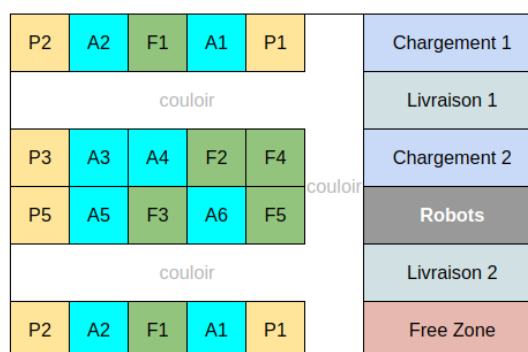 P2 A2 F1 A1 P1 Chargement 1
couloir Livraison 1
P3 A3 A4 F2 F4 Chargement 2
couloir
P5 A5 F3 A6 F5 Robots
couloir Livraison 2
P2 A2 F1 A1 P1 Free Zone